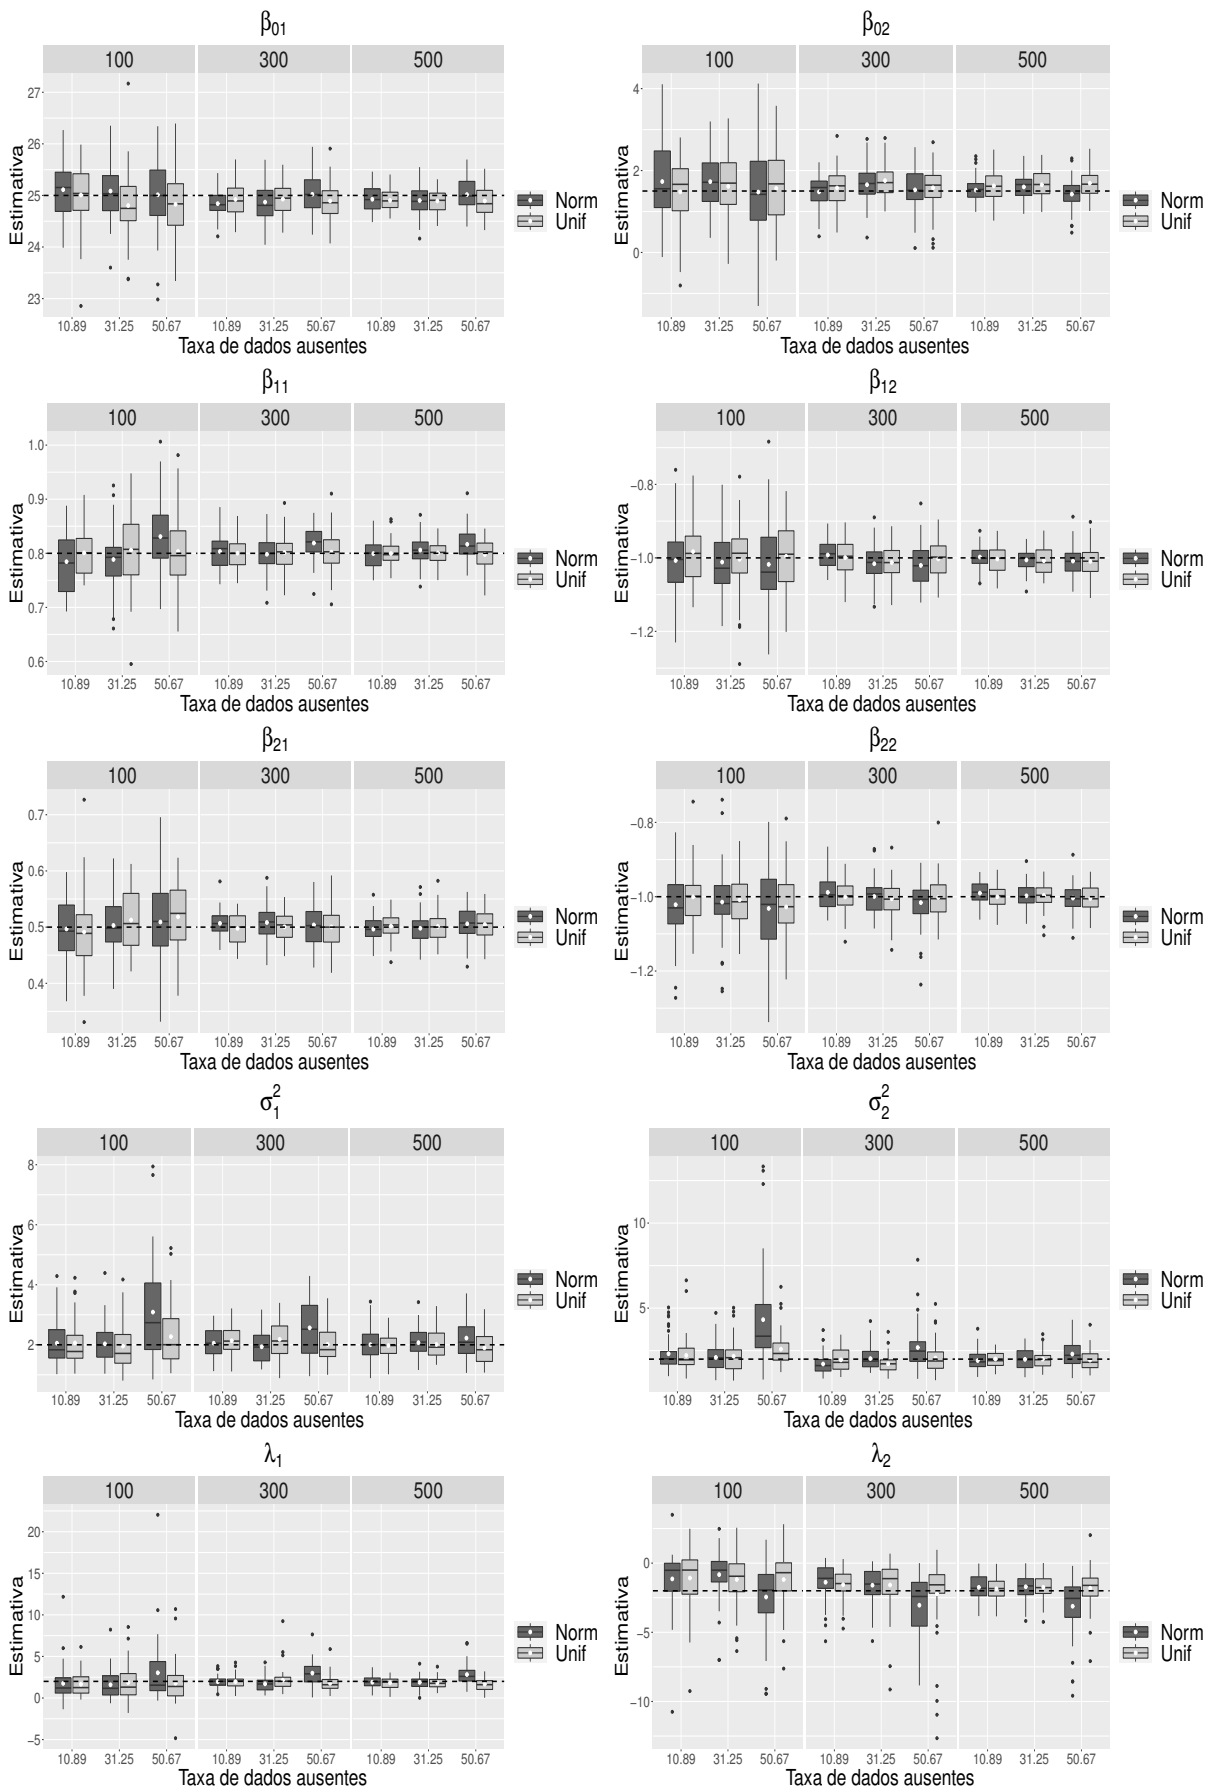 β01
100 300 500
27
26
25
24
23
Estimativa
10.89 31.25 50.67 10.89 31.25 50.67 10.89 31.25 50.67
Taxa de dados ausentes
Norm
Unif
β02
100 300 500
4
2
0
Estimativa
10.89 31.25 50.67 10.89 31.25 50.67 10.89 31.25 50.67
Taxa de dados ausentes
Norm
Unif
β11
100 300 500
1.0
0.9
0.8
0.7
0.6
Estimativa
10.89 31.25 50.67 10.89 31.25 50.67 10.89 31.25 50.67
Taxa de dados ausentes
Norm
Unif
β12
100 300 500
−0.8
−1.0
−1.2
Estimativa
10.89 31.25 50.67 10.89 31.25 50.67 10.89 31.25 50.67
Taxa de dados ausentes
Norm
Unif
β21
100 300 500
0.7
0.6
0.5
0.4
Estimativa
10.89 31.25 50.67 10.89 31.25 50.67 10.89 31.25 50.67
Taxa de dados ausentes
Norm
Unif
β22
100 300 500
−0.8
−1.0
−1.2
Estimativa
10.89 31.25 50.67 10.89 31.25 50.67 10.89 31.25 50.67
Taxa de dados ausentes
Norm
Unif
σ²1
100 300 500
8
6
4
2
Estimativa
10.89 31.25 50.67 10.89 31.25 50.67 10.89 31.25 50.67
Taxa de dados ausentes
Norm
Unif
σ²2
100 300 500
10
5
Estimativa
10.89 31.25 50.67 10.89 31.25 50.67 10.89 31.25 50.67
Taxa de dados ausentes
Norm
Unif
λ1
100 300 500
20
15
10
5
0
−5
Estimativa
10.89 31.25 50.67 10.89 31.25 50.67 10.89 31.25 50.67
Taxa de dados ausentes
Norm
Unif
λ2
100 300 500
0
−5
−10
Estimativa
10.89 31.25 50.67 10.89 31.25 50.67 10.89 31.25 50.67
Taxa de dados ausentes
Norm
Unif